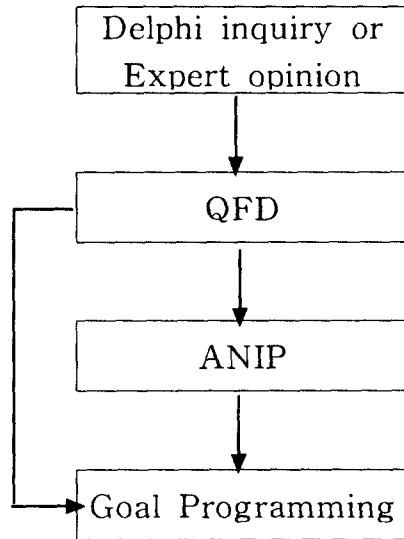 Delphi inquiry or
Expert opinion
QFD
ANIP
Goal Programming